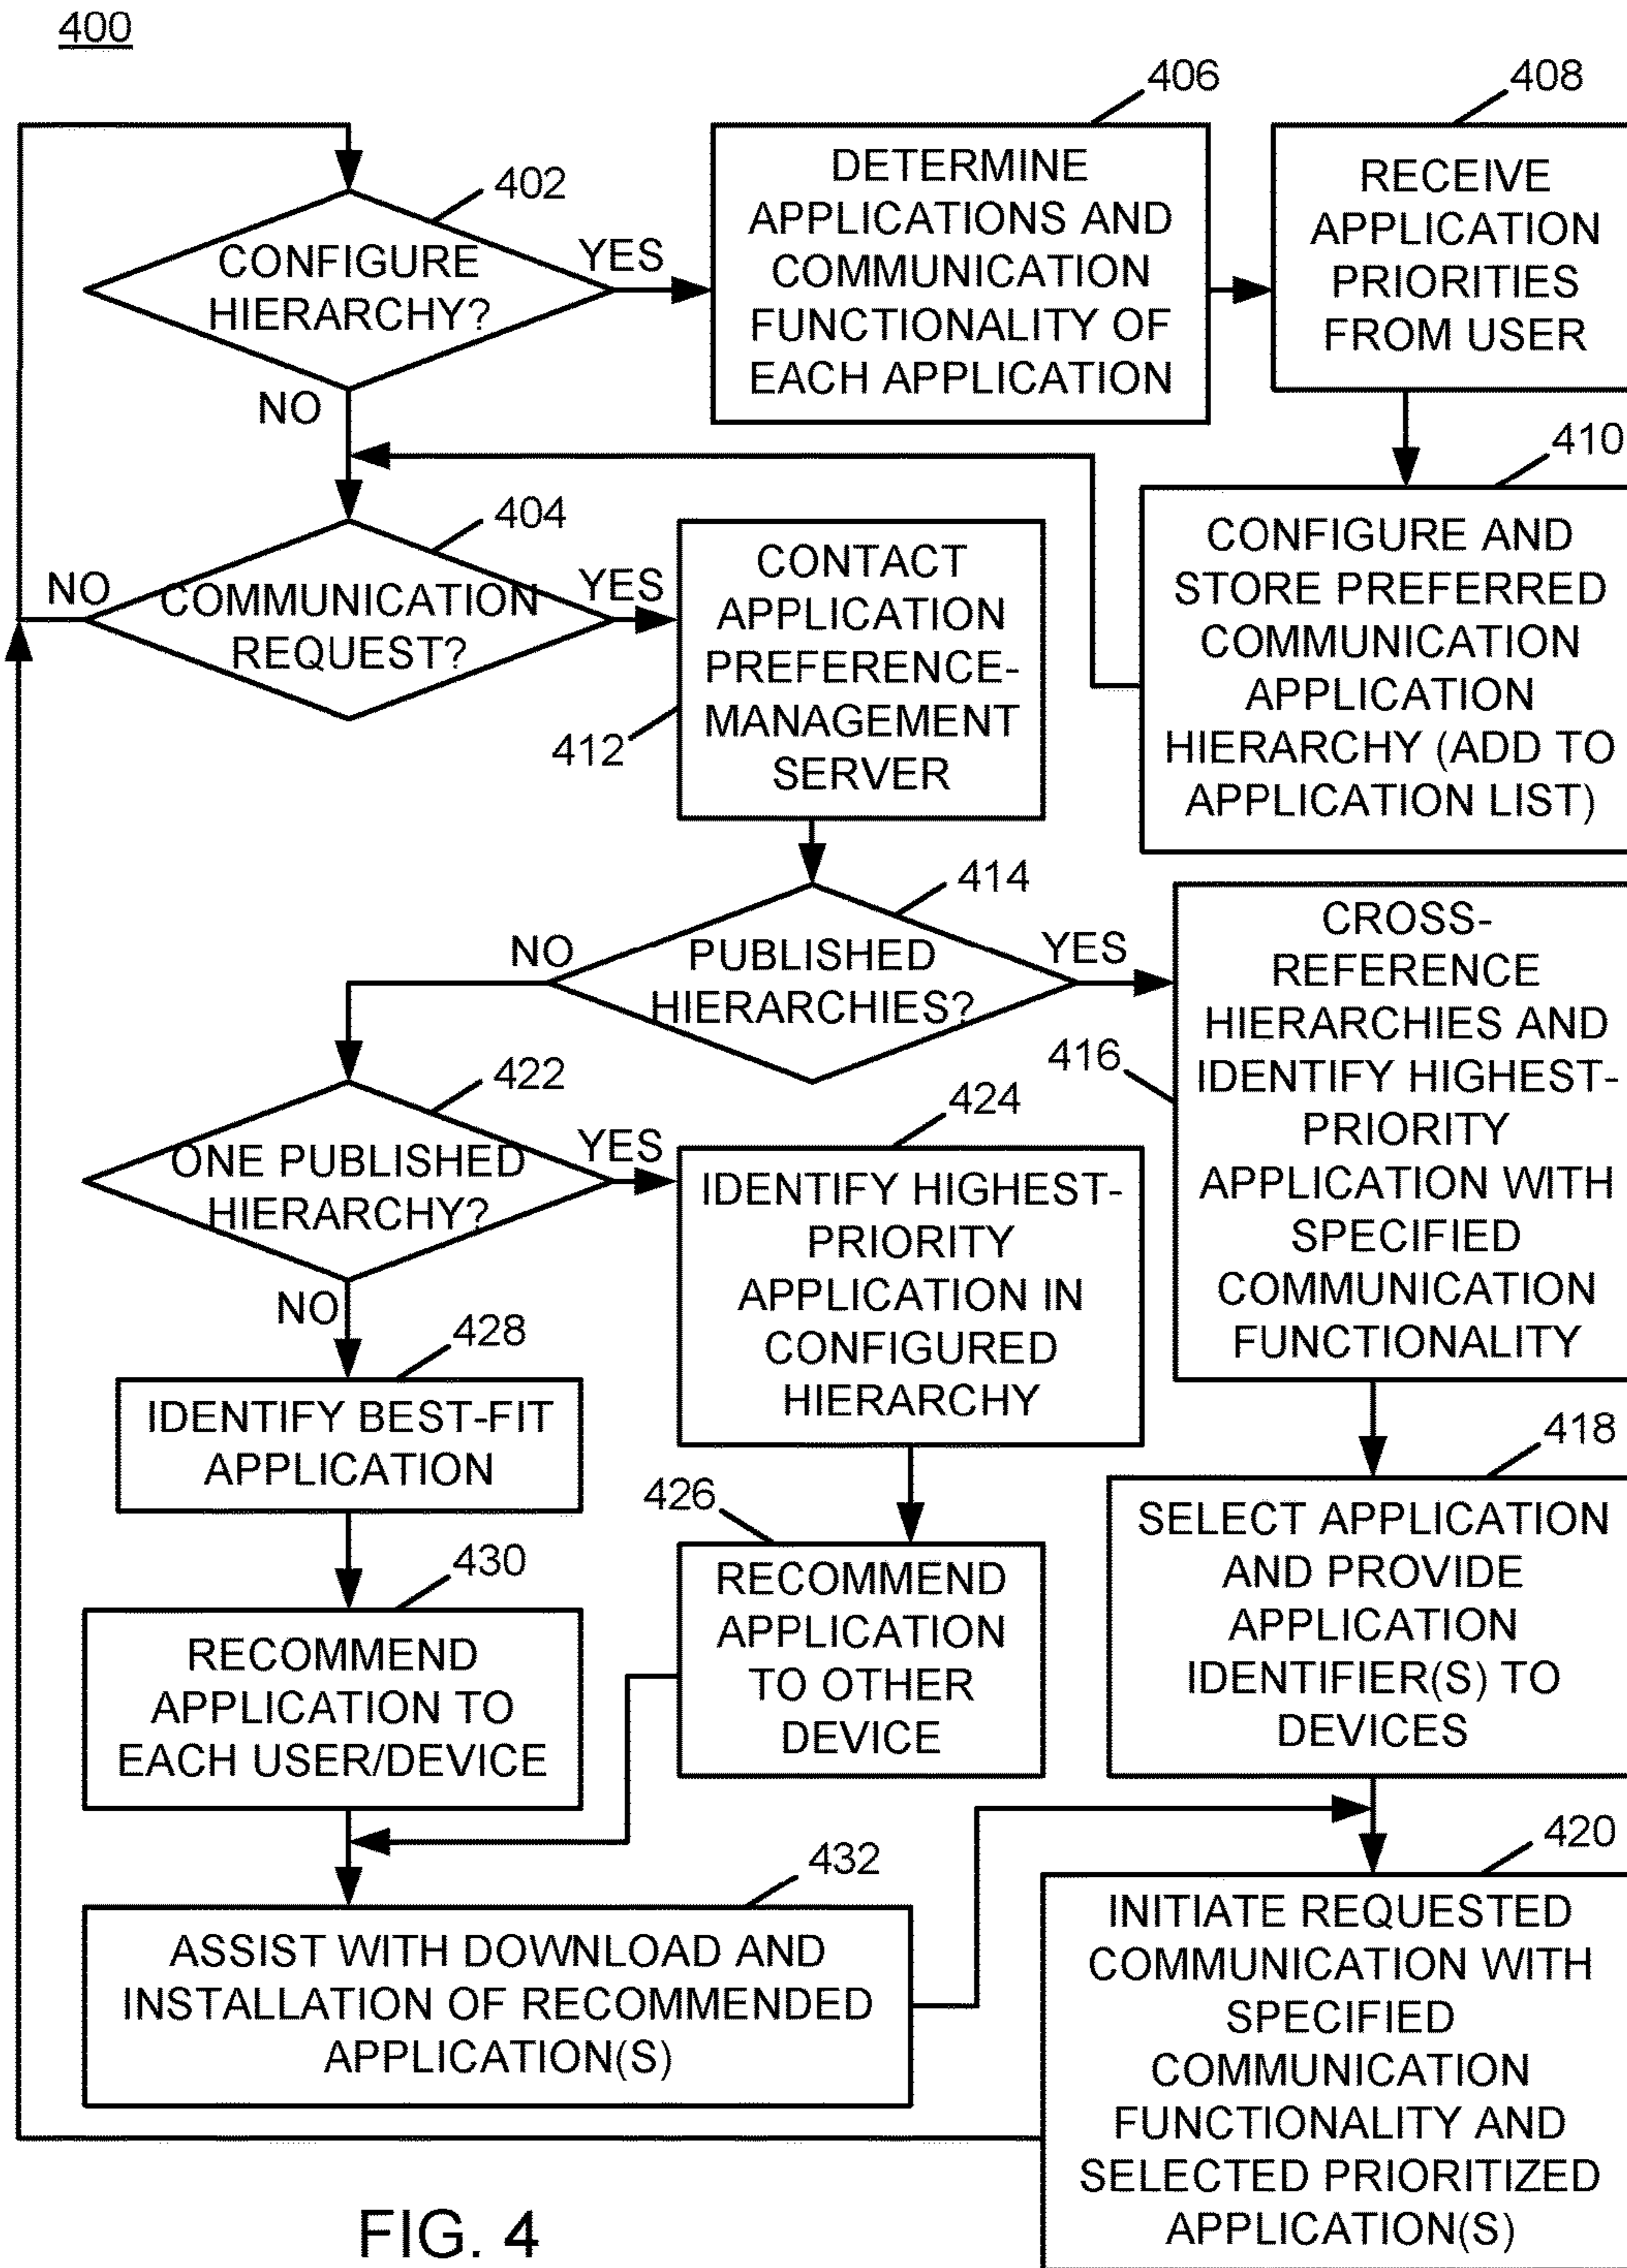 400
402
CONFIGURE
HIERARCHY?
YES
NO
406
DETERMINE
APPLICATIONS AND
COMMUNICATION
FUNCTIONALITY OF
EACH APPLICATION
408
RECEIVE
APPLICATION
PRIORITIES
FROM USER
410
CONFIGURE AND
STORE PREFERRED
COMMUNICATION
APPLICATION
HIERARCHY (ADD TO
APPLICATION LIST)
404
NO
COMMUNICATION
REQUEST?
YES
412
CONTACT
APPLICATION
PREFERENCE-
MANAGEMENT
SERVER
414
NO
PUBLISHED
HIERARCHIES?
YES
416
CROSS-
REFERENCE
HIERARCHIES AND
IDENTIFY HIGHEST-
PRIORITY
APPLICATION WITH
SPECIFIED
COMMUNICATION
FUNCTIONALITY
422
ONE PUBLISHED
HIERARCHY?
YES
NO
424
IDENTIFY HIGHEST-
PRIORITY
APPLICATION IN
CONFIGURED
HIERARCHY
428
IDENTIFY BEST-FIT
APPLICATION
418
SELECT APPLICATION
AND PROVIDE
APPLICATION
IDENTIFIER(S) TO
DEVICES
426
RECOMMEND
APPLICATION
TO OTHER
DEVICE
430
RECOMMEND
APPLICATION TO
EACH USER/DEVICE
432
ASSIST WITH DOWNLOAD AND
INSTALLATION OF RECOMMENDED
APPLICATION(S)
420
INITIATE REQUESTED
COMMUNICATION WITH
SPECIFIED
COMMUNICATION
FUNCTIONALITY AND
SELECTED PRIORITIZED
APPLICATION(S)
FIG. 4